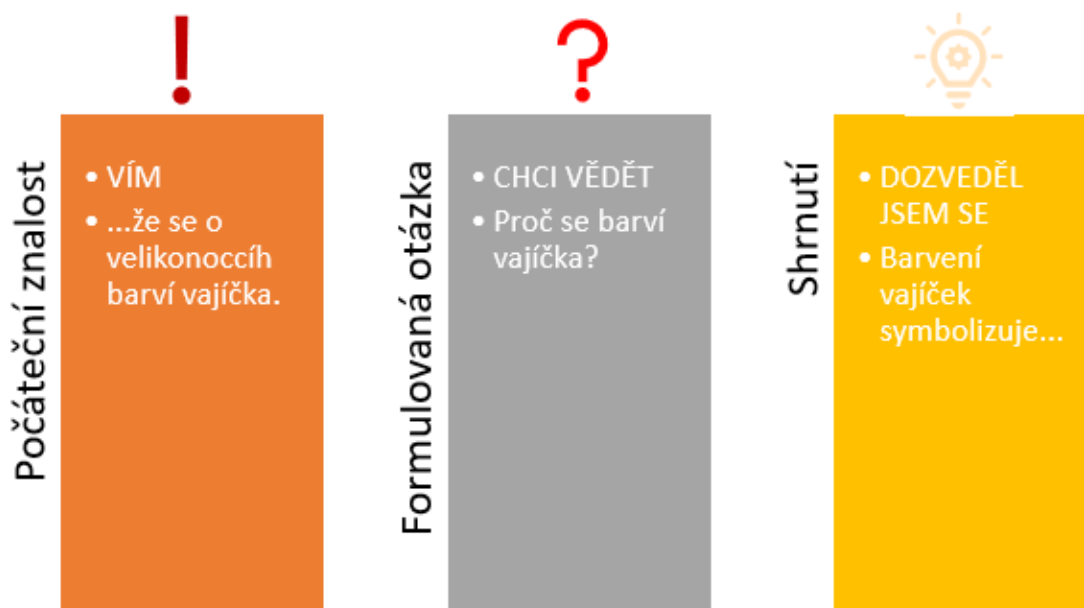 !
Počáteční znalost
• VÍM
• ...že se o
velikonoccíh
barví vajíčka.
?
Formulovaná otázka
• CHCI VĚDĚT
• Proč se barví
vajíčka?
Shrnutí
• DOZVEDĚL
JSEM SE
• Barvení
vajíček
symbolizuje...